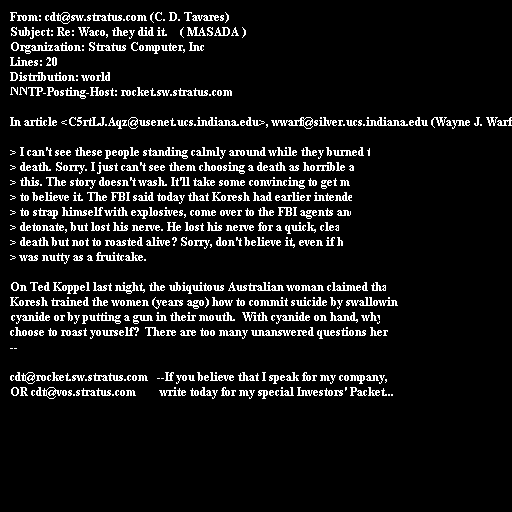 From: cdt@sw.stratus.com (C. D. Tavares)
Subject: Re: Waco, they did it.    ( MASADA )
Organization: Stratus Computer, Inc
Lines: 20
Distribution: world
NNTP-Posting-Host: rocket.sw.stratus.com

In article <C5rtLJ.Aqz@usenet.ucs.indiana.edu>, wwarf@silver.ucs.indiana.edu (Wayne J. Warf

> I can't see these people standing calmly around while they burned t
> death. Sorry. I just can't see them choosing a death as horrible a
> this. The story doesn't wash. It'll take some convincing to get m
> to believe it. The FBI said today that Koresh had earlier intende
> to strap himself with explosives, come over to the FBI agents an
> detonate, but lost his nerve. He lost his nerve for a quick, clea
> death but not to roasted alive? Sorry, don't believe it, even if h
> was nutty as a fruitcake.

On Ted Koppel last night, the ubiquitous Australian woman claimed tha
Koresh trained the women (years ago) how to commit suicide by swallowin
cyanide or by putting a gun in their mouth.  With cyanide on hand, why
choose to roast yourself?  There are too many unanswered questions her
--

cdt@rocket.sw.stratus.com   --If you believe that I speak for my company,
OR cdt@vos.stratus.com        write today for my special Investors' Packet...